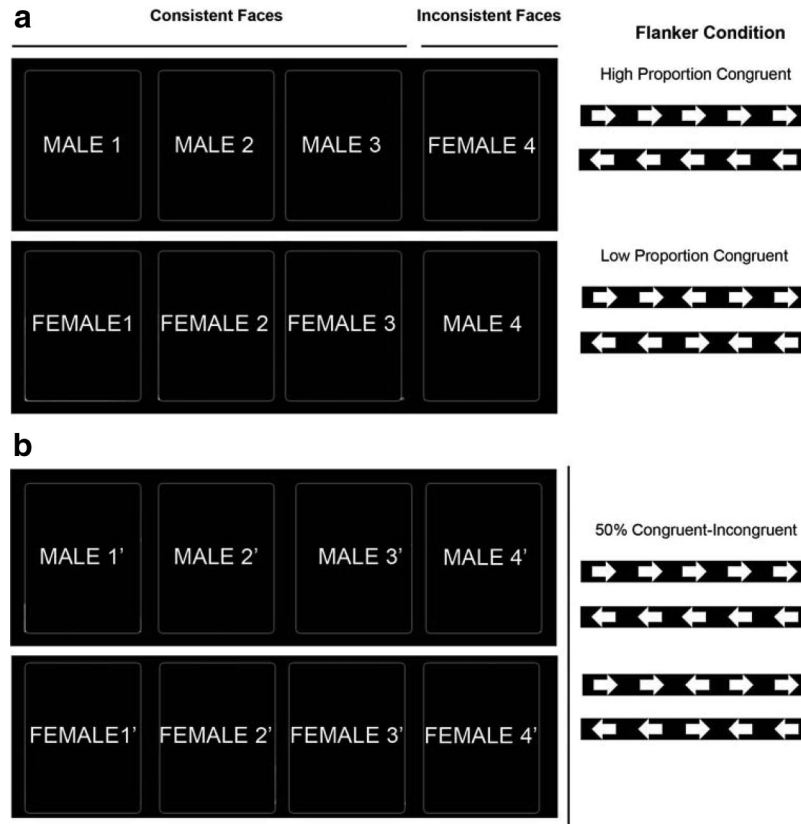 a
Consistent Faces
Inconsistent Faces
Flanker Condition
High Proportion Congruent
MALE 1
MALE 2
MALE 3
FEMALE 4
Low Proportion Congruent
FEMALE1
FEMALE 2
FEMALE 3
MALE 4
b
50% Congruent-Incongruent
MALE 1’
MALE 2’
MALE 3’
MALE 4’
FEMALE1’
FEMALE 2’
FEMALE 3’
FEMALE 4’